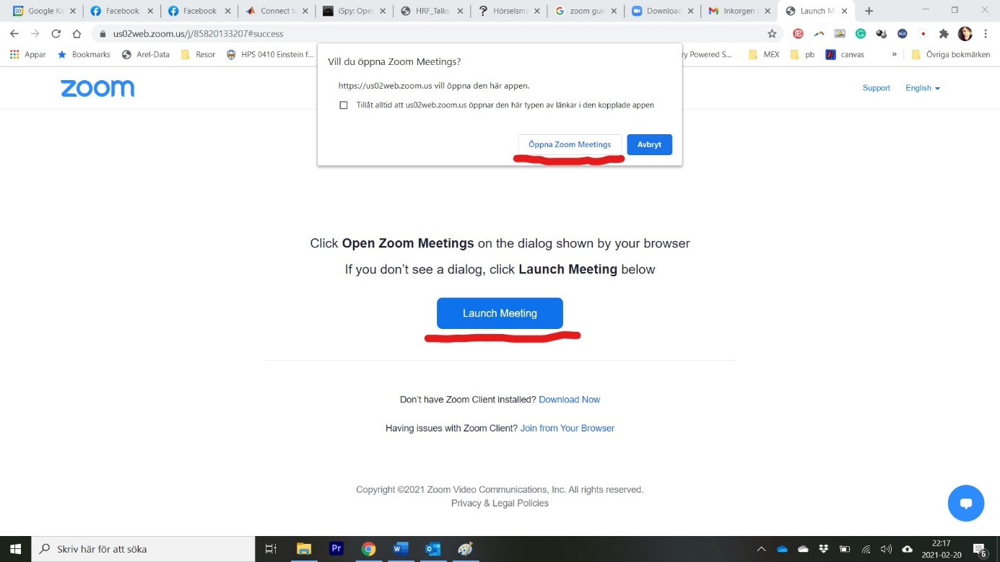 Google Ka
Facebook
Facebook
Connect to
iSpy: Oper
HRF_Talks
Hörselsma
zoom guid
Download
Inkorgen
Launch M
us02web.zoom.us/j/85820133207#success
Appar
Bookmarks
Arel-Data
Resor
HPS 0410 Einstein f...
ry Powered S...
MEX
pb
canvas
»
Övriga bokmärken
Vill du öppna Zoom Meetings?
https://us02web.zoom.us vill öppna den här appen.
Tillåt alltid att us02web.zoom.us öppnar den här typen av länkar i den kopplade appen
Öppna Zoom Meetings
Avbryt
zoom
Support
English
Click Open Zoom Meetings on the dialog shown by your browser
If you don't see a dialog, click Launch Meeting below
Launch Meeting
Don't have Zoom Client installed? Download Now
Having issues with Zoom Client? Join from Your Browser
Copyright ©2021 Zoom Video Communications, Inc. All rights reserved.
Privacy & Legal Policies
Skriv här för att söka
Pr
22:17
2021-02-20
6